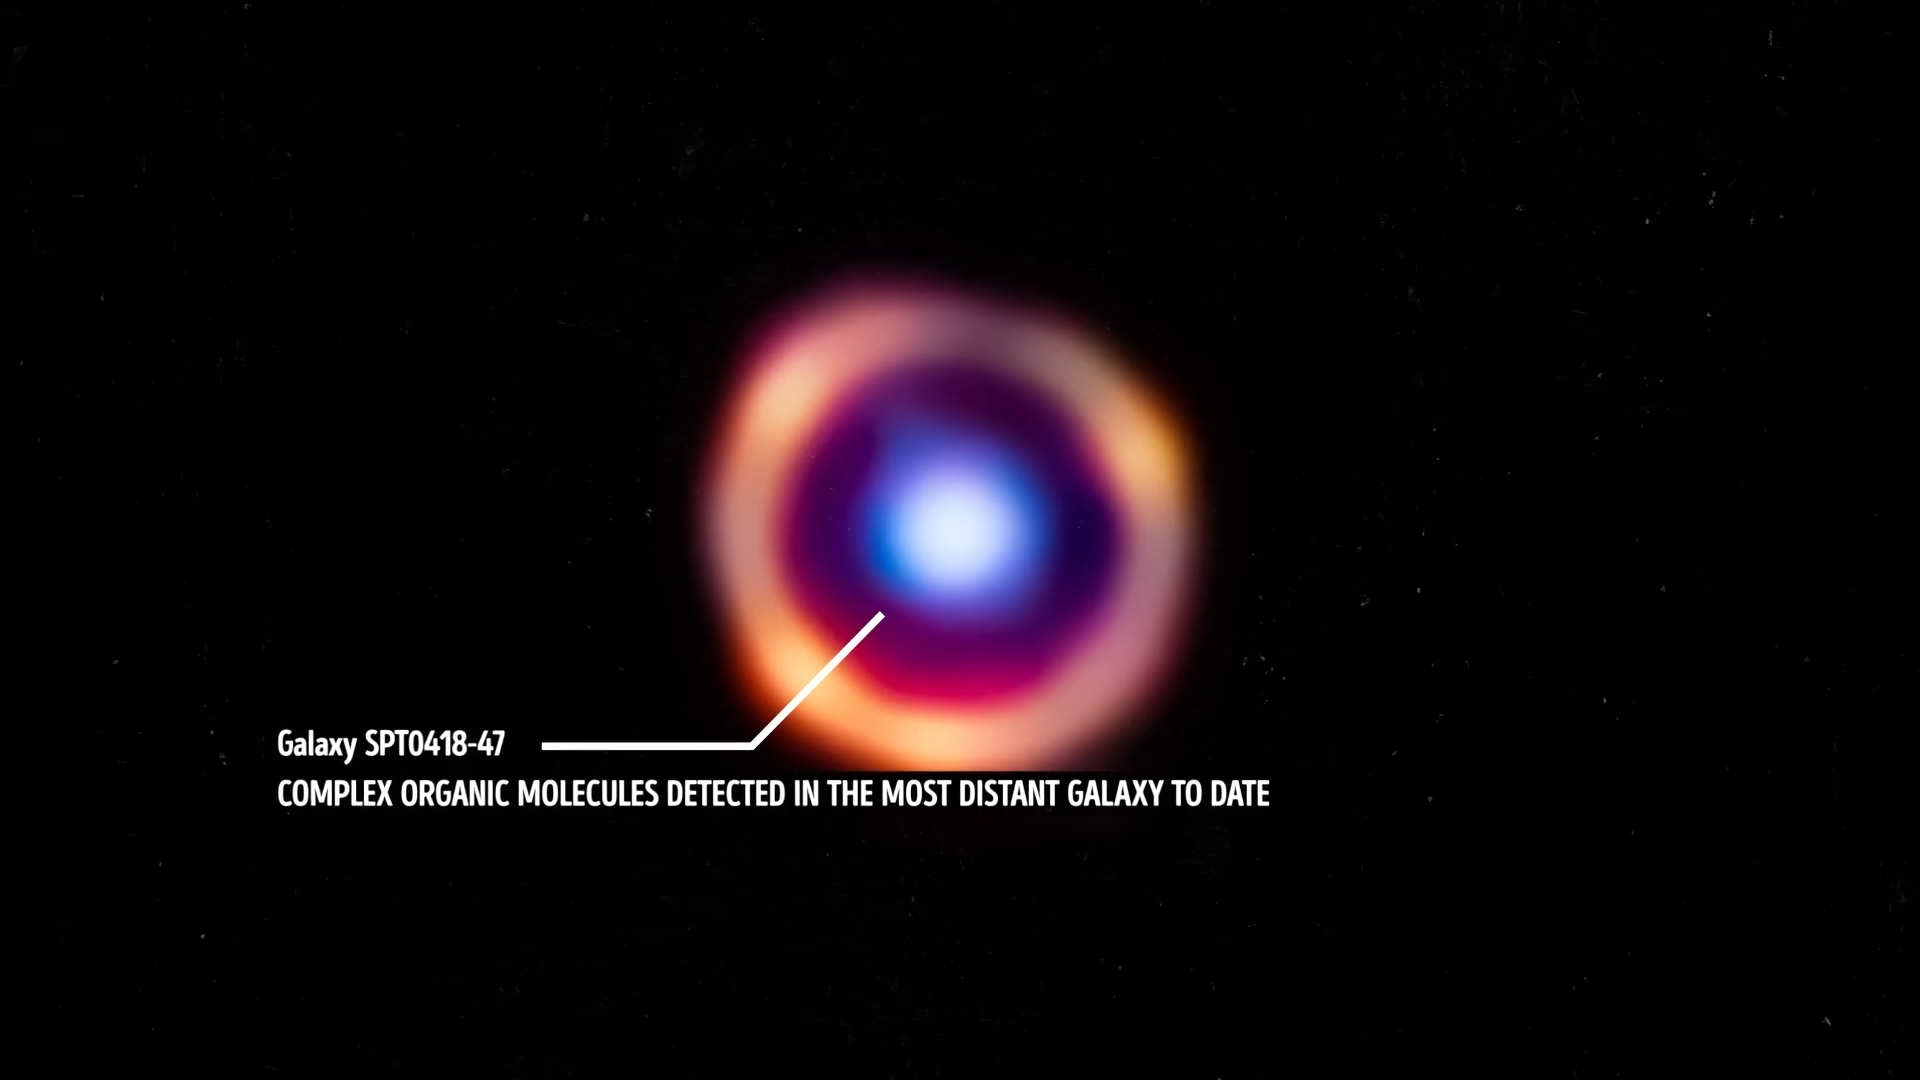 Galaxy SPT0418-47
COMPLEX ORGANIC MOLECULES DETECTED IN THE MOST DISTANT GALAXY TO DATE